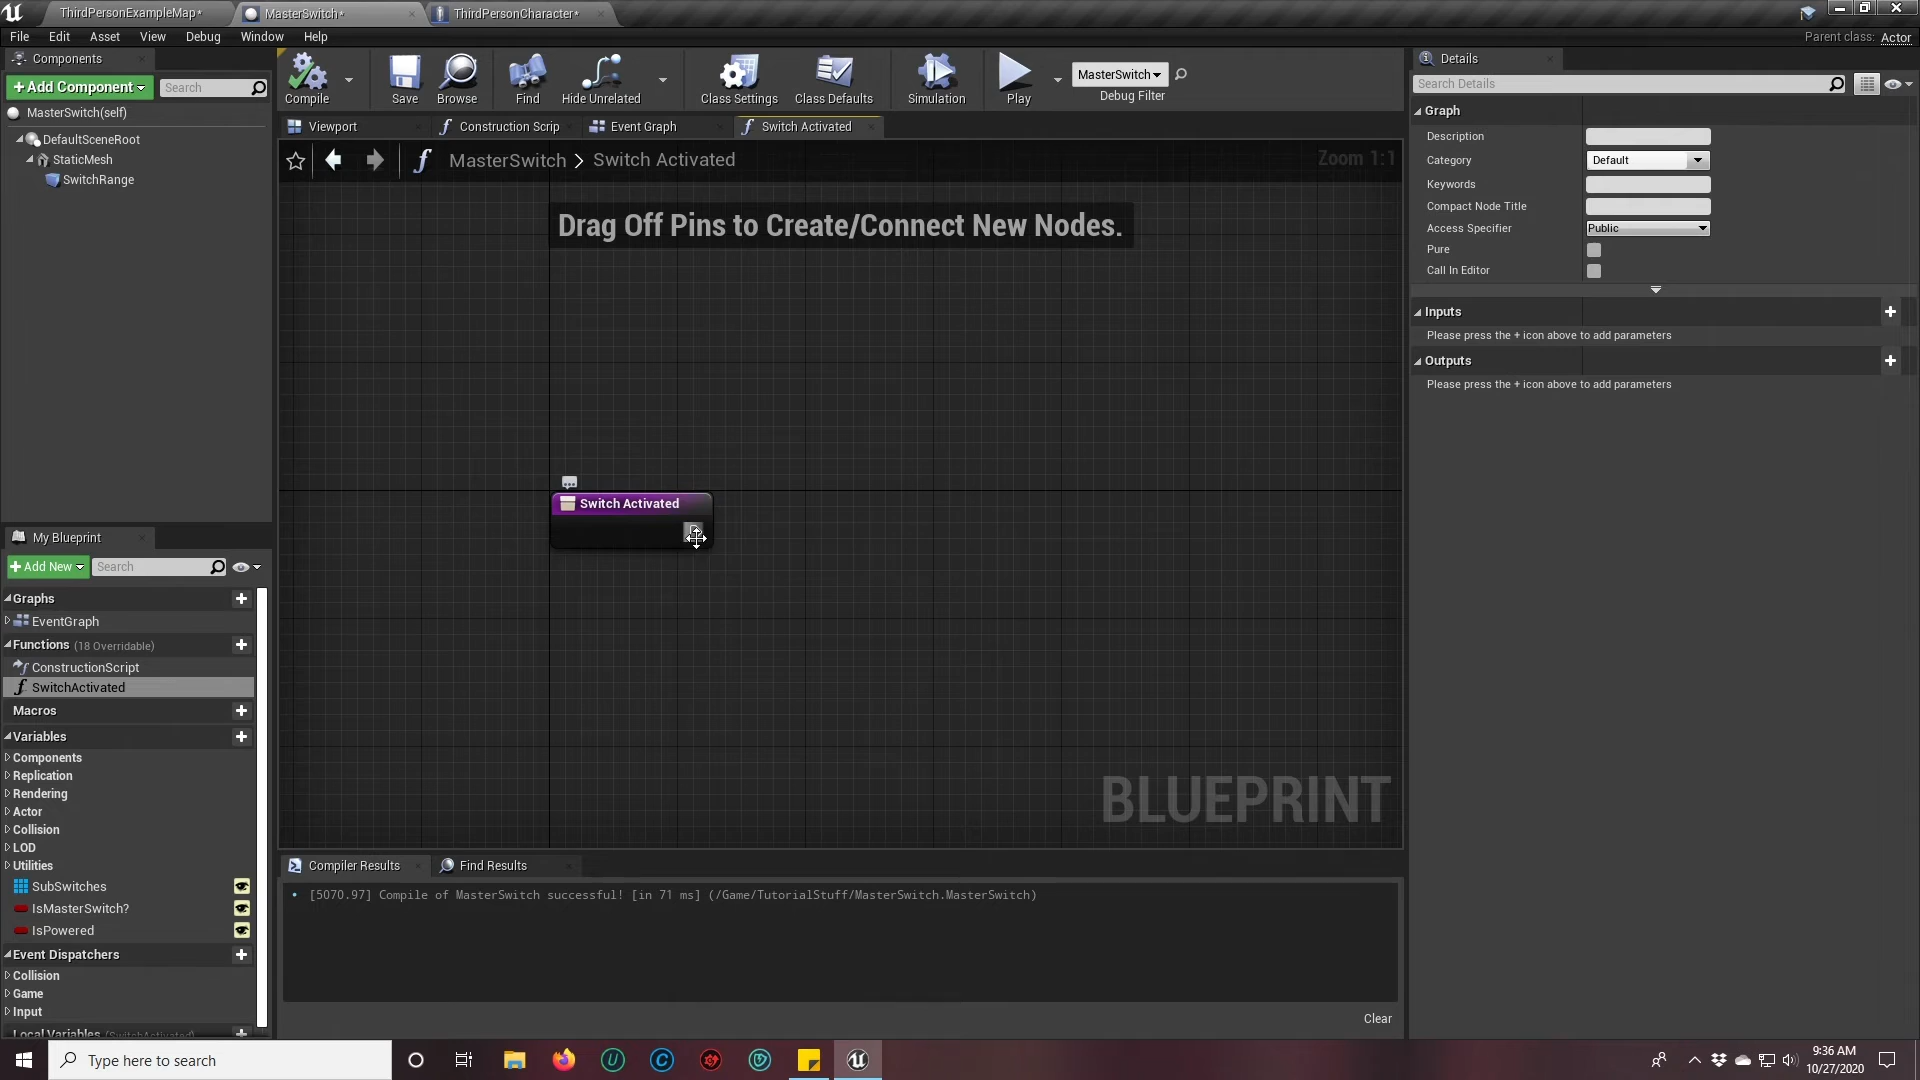 ThirdPersonExampleMap*
MasterSwitch*
ThirdPersonCharacter*
File Edit Asset View Debug Window Help
Parent class: Actor
Components
+Add Component
Search
MasterSwitch(self)
DefaultSceneRoot
StaticMesh
SwitchRange
Compile
Save
Browse
Find
Hide Unrelated
Class Settings
Class Defaults
Simulation
Play
MasterSwitch
Debug Filter
Viewport
Construction Scrip
Event Graph
Switch Activated
MasterSwitch > Switch Activated
Zoom 1:1
Drag Off Pins to Create/Connect New Nodes.
Switch Activated
BLUEPRINT
My Blueprint
+Add New
Search
Graphs
EventGraph
Functions (18 Overridable)
ConstructionScript
SwitchActivated
Macros
Variables
Components
Replication
Rendering
Actor
Collision
LOD
Utilities
SubSwitches
IsMasterSwitch?
IsPowered
Event Dispatchers
Collision
Game
Input
Local Variables (SwitchActivated)
Compiler Results
Find Results
[5070.97] Compile of MasterSwitch successful! [in 71 ms] (/Game/TutorialStuff/MasterSwitch.MasterSwitch)
Clear
Details
Search Details
Graph
Description
Category
Default
Keywords
Compact Node Title
Access Specifier
Public
Pure
Call In Editor
Inputs
Please press the + icon above to add parameters
Outputs
Please press the + icon above to add parameters
Type here to search
9:36 AM
10/27/2020